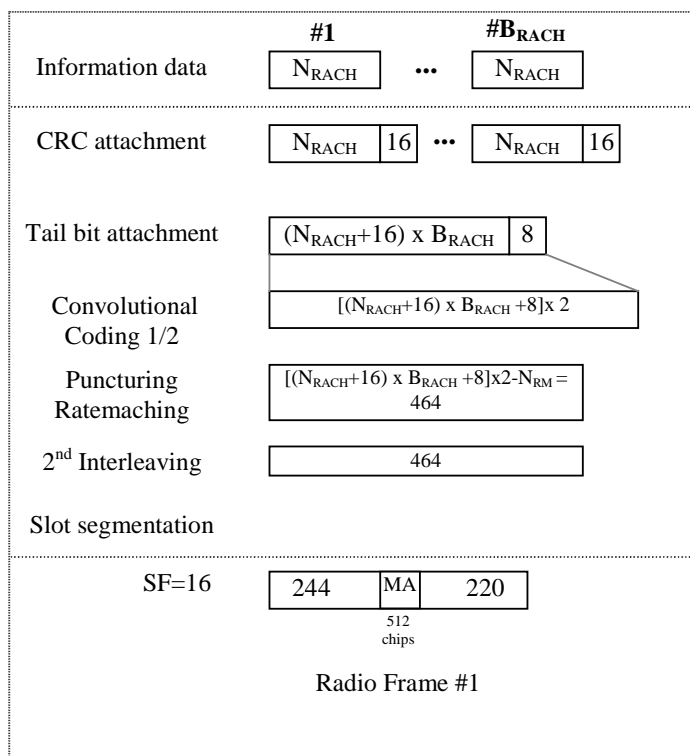 #1 #B_RACH
Information data N_RACH ... N_RACH
CRC attachment N_RACH 16 ... N_RACH 16
Tail bit attachment (N_RACH+16) x B_RACH 8
Convolutional Coding 1/2
[(N_RACH+16) x B_RACH +8]x 2
Puncturing Ratemaching
[(N_RACH+16) x B_RACH +8]x2-N_RM =
464
2nd Interleaving 464
Slot segmentation
SF=16 244 MA 220
512
chips
Radio Frame #1